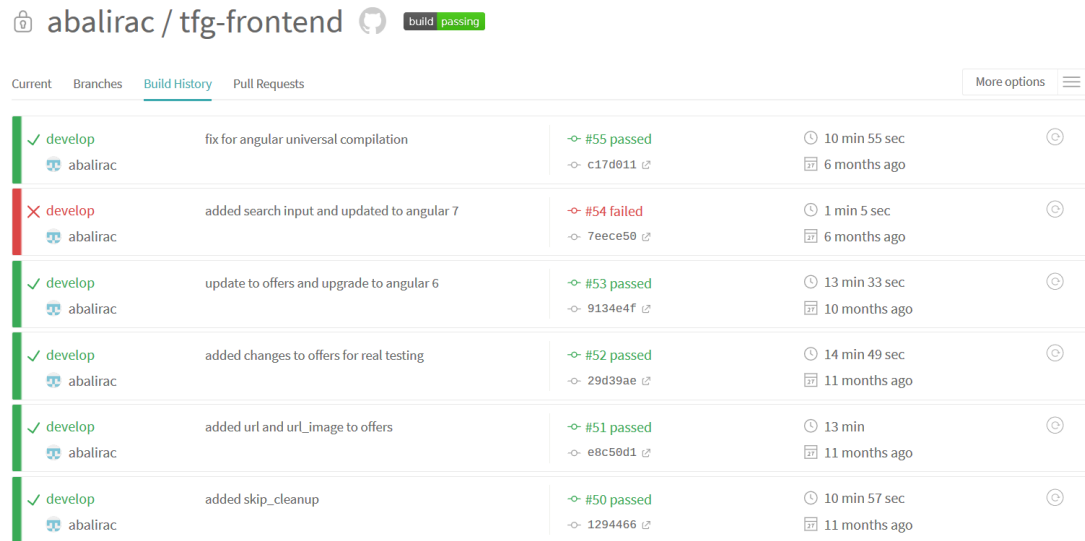 abalirac / tfg-frontend build passing
Current Branches Build History Pull Requests More options
develop fix for angular universal compilation #55 passed 10 min 55 sec
abalirac c17d011 6 months ago
develop added search input and updated to angular 7 #54 failed 1 min 5 sec
abalirac 7eece50 6 months ago
develop update to offers and upgrade to angular 6 #53 passed 13 min 33 sec
abalirac 9134e4f 10 months ago
develop added changes to offers for real testing #52 passed 14 min 49 sec
abalirac 29d39ae 11 months ago
develop added url and url_image to offers #51 passed 13 min
abalirac e8c50d1 11 months ago
develop added skip_cleanup #50 passed 10 min 57 sec
abalirac 1294466 11 months ago